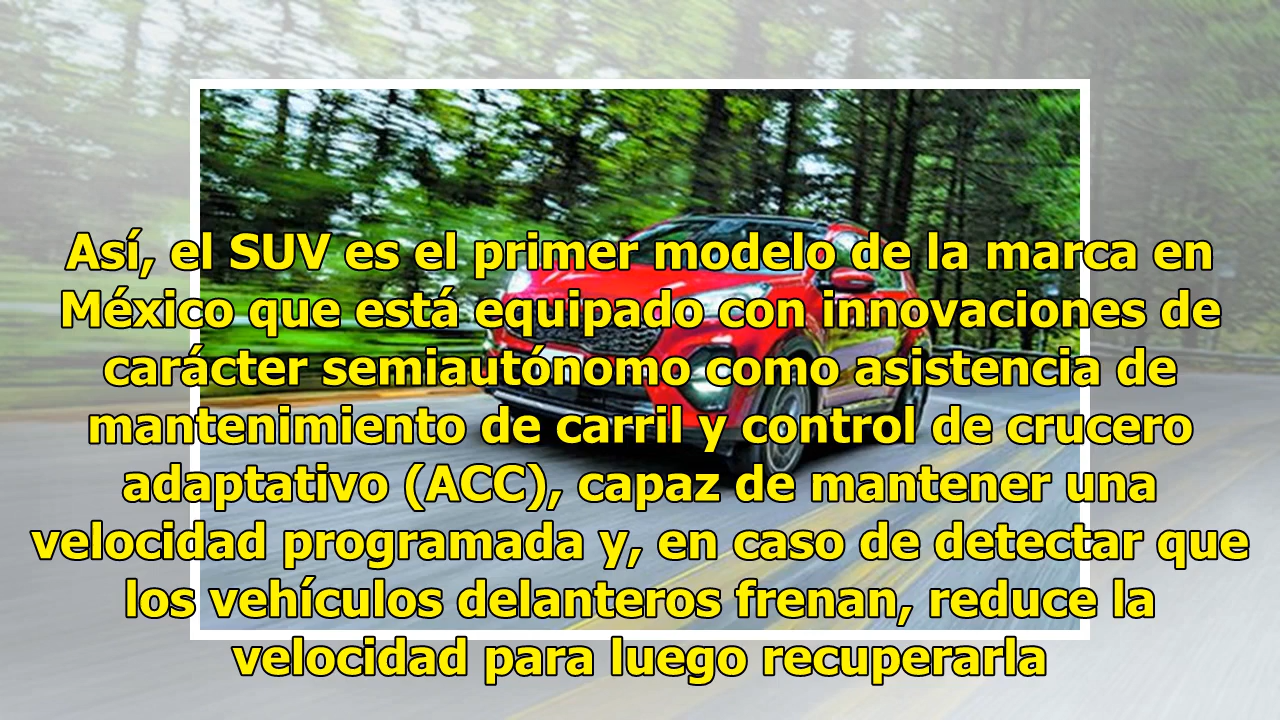 Así, el SUV es el primer modelo de la marca en
México que está equipado con innovaciones de
carácter semiautónomo como asistencia de
mantenimiento de carril y control de crucero
adaptativo (ACC), capaz de mantener una
velocidad programada y, en caso de detectar que
los vehículos delanteros frenan, reduce la
velocidad para luego recuperarla